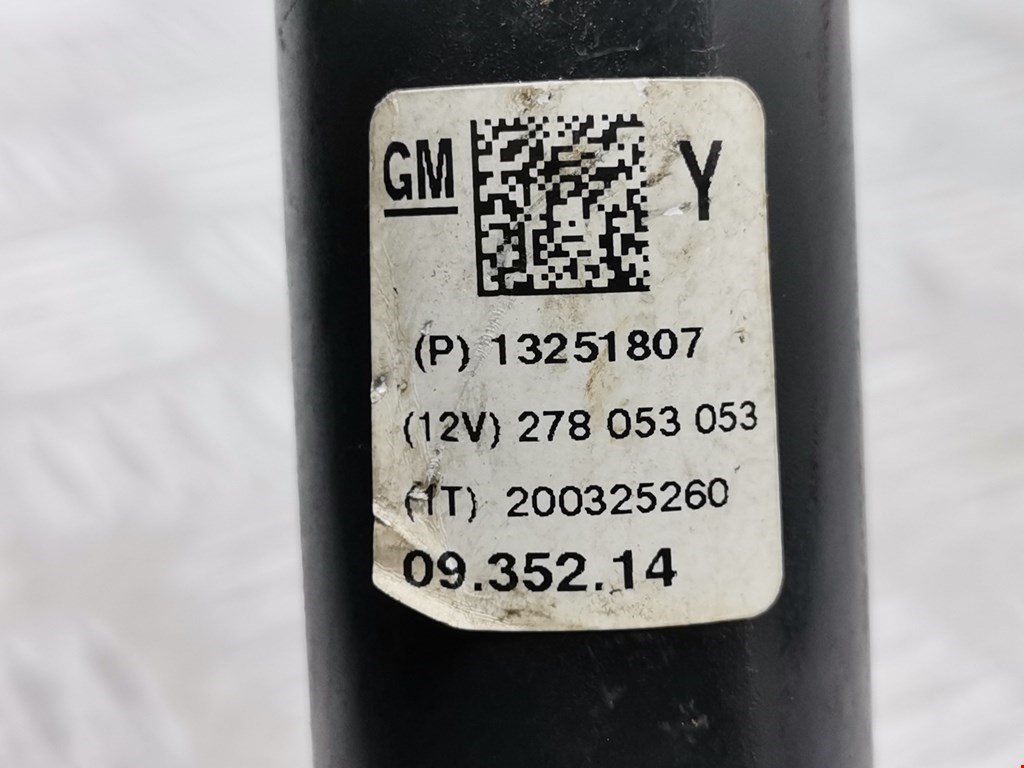 GM Y
(P) 13251807
(12V) 278 053 053
(1T) 200325260
09.352.14